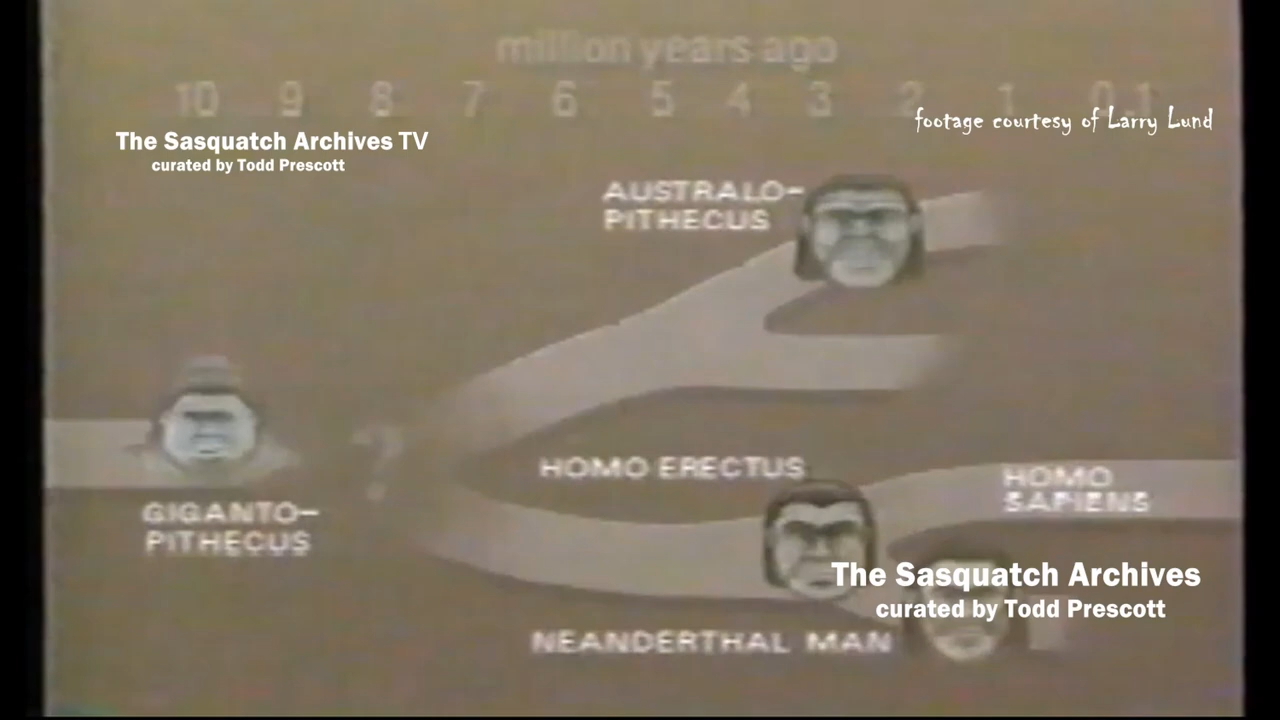 million years ago
10 9 8 7 6 5 4 3 2 1 0.1
The Sasquatch Archives TV
curated by Todd Prescott
footage courtesy of Larry Lund
AUSTRALO-
PITHECUS
?
GIGANTO-
PITHECUS
HOMO ERECTUS
HOMO
SAPIENS
The Sasquatch Archives
curated by Todd Prescott
NEANDERTHAL MAN